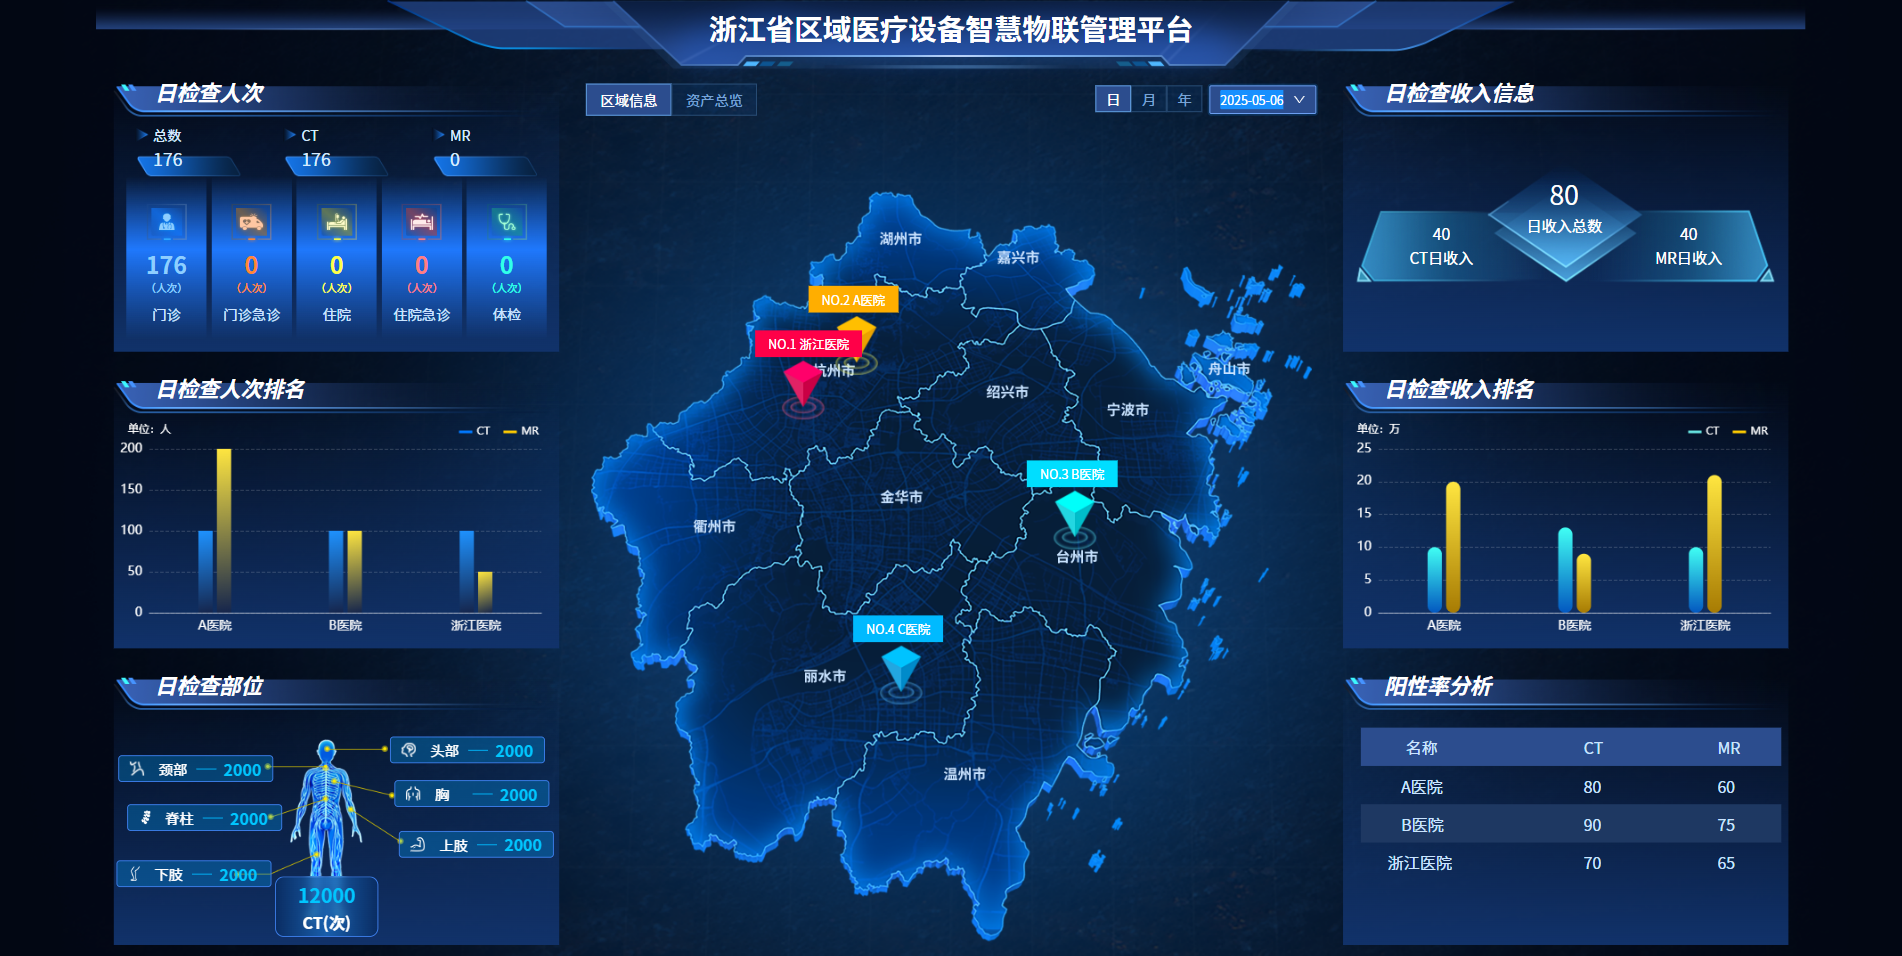 浙江省区域医疗设备智慧物联管理平台
日检查人次
总数
176
CT
176
MR
0
176
(人次)
门诊
0
(人次)
门诊急诊
0
(人次)
住院
0
(人次)
住院急诊
0
(人次)
体检
日检查人次排名
单位: 人
CT MR
200
150
100
50
0
A医院 B医院 浙江医院
日检查部位
头部 2000
颈部 2000
胸 2000
脊柱 2000
上肢 2000
下肢 2000
12000
CT(次)
区域信息 资产总览
日 月 年 2025-05-06
湖州市
嘉兴市
NO.2 A医院
NO.1 浙江医院
杭州市
舟山市
绍兴市
宁波市
NO.3 B医院
金华市
衢州市
台州市
NO.4 C医院
丽水市
温州市
日检查收入信息
80
日收入总数
40
CT日收入
40
MR日收入
日检查收入排名
单位: 万
CT MR
25
20
15
10
5
0
A医院 B医院 浙江医院
阳性率分析
名称 CT MR
A医院 80 60
B医院 90 75
浙江医院 70 65